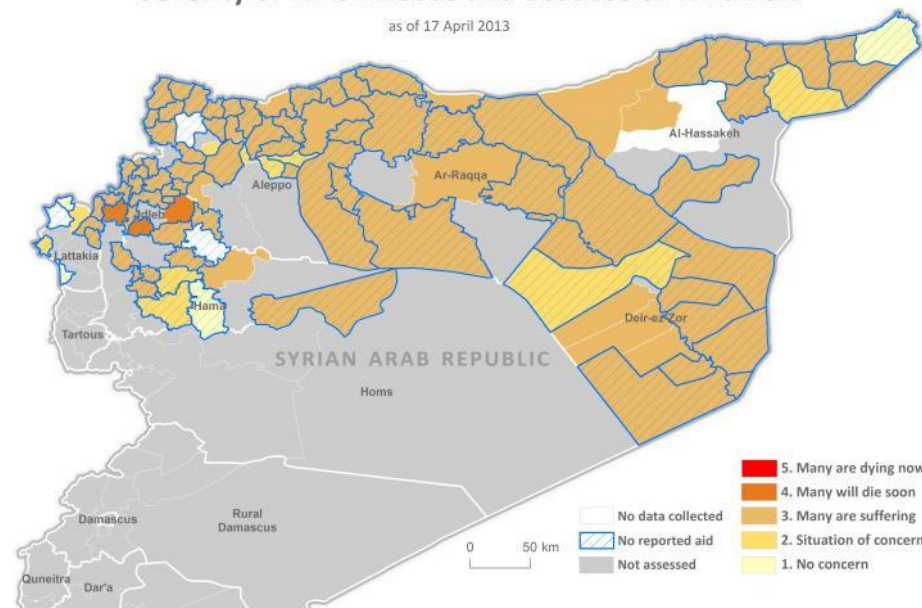 as of 17 April 2013
Al-Hassakeh
Aleppo
Ar-Raqqa
Idleb
Lattakia
Hama
Deir-ez-Zor
Tartous
SYRIAN ARAB REPUBLIC
Homs
Rural
Damascus
Damascus
Quneitra
Dar'a
No data collected
No reported aid
Not assessed
0 50 km
5. Many are dying now
4. Many will die soon
3. Many are suffering
2. Situation of concern
1. No concern